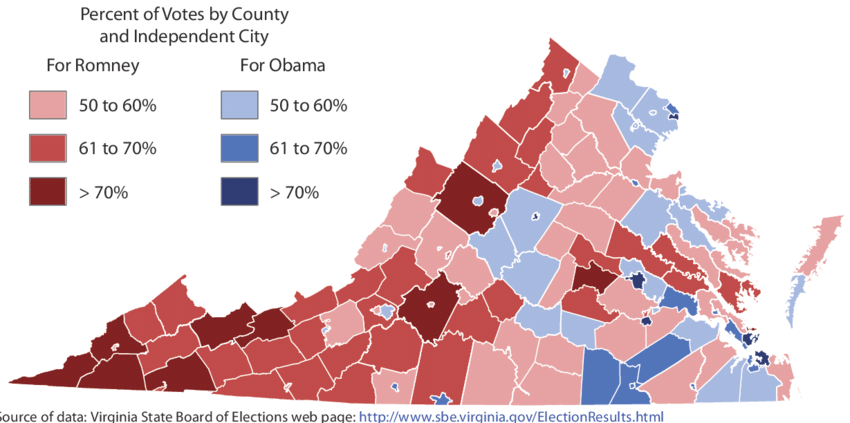 Percent of Votes by County
and Independent City
For Romney For Obama
50 to 60% 50 to 60%
61 to 70% 61 to 70%
> 70% > 70%
Source of data: Virginia State Board of Elections web page: http://www.sbe.virginia.gov/ElectionResults.html